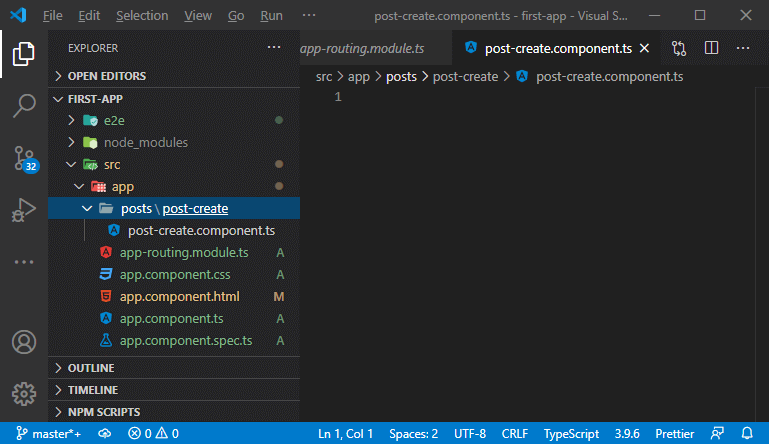 File Edit Selection View Go Run ··· post-create.component.ts - first-app - Visual S...
EXPLORER ···
app-routing.module.ts post-create.component.ts
OPEN EDITORS
src > app > posts > post-create > post-create.component.ts
FIRST-APP
1
e2e
node_modules
32
src
app
posts \ post-create
post-create.component.ts
app-routing.module.ts A
app.component.css A
app.component.html M
app.component.ts A
app.component.spec.ts A
OUTLINE
TIMELINE
NPM SCRIPTS
master*+ 0 0 Ln 1, Col 1 Spaces: 2 UTF-8 CRLF TypeScript 3.9.6 Prettier